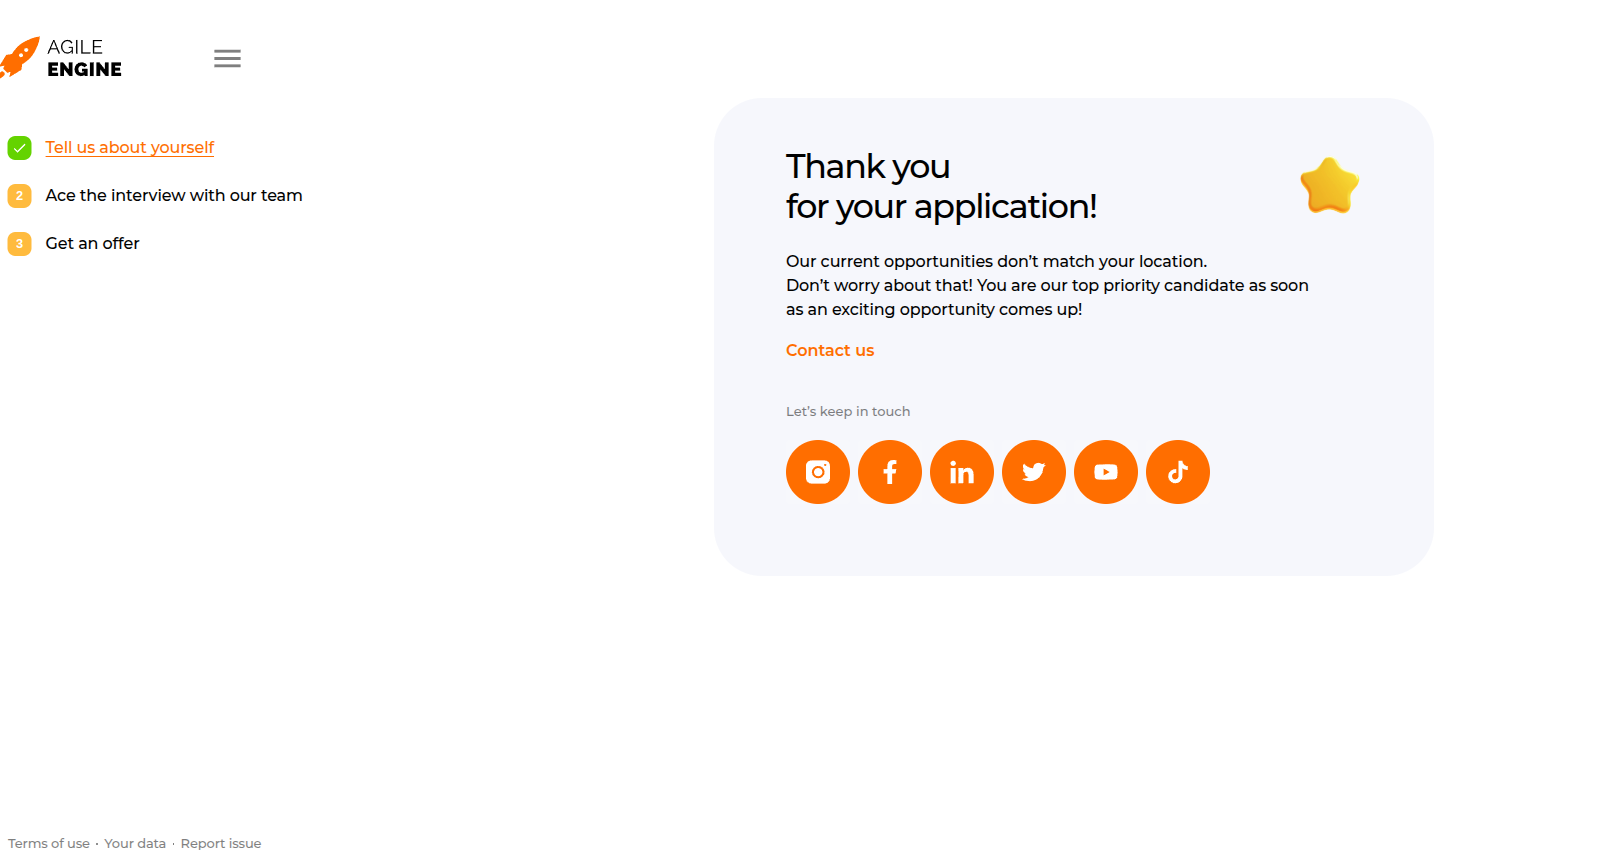 AGILE
ENGINE
Tell us about yourself
2
Ace the interview with our team
3
Get an offer
Thank you
for your application!
Our current opportunities don’t match your location.
Don’t worry about that! You are our top priority candidate as soon
as an exciting opportunity comes up!
Contact us
Let’s keep in touch
Terms of use · Your data · Report issue